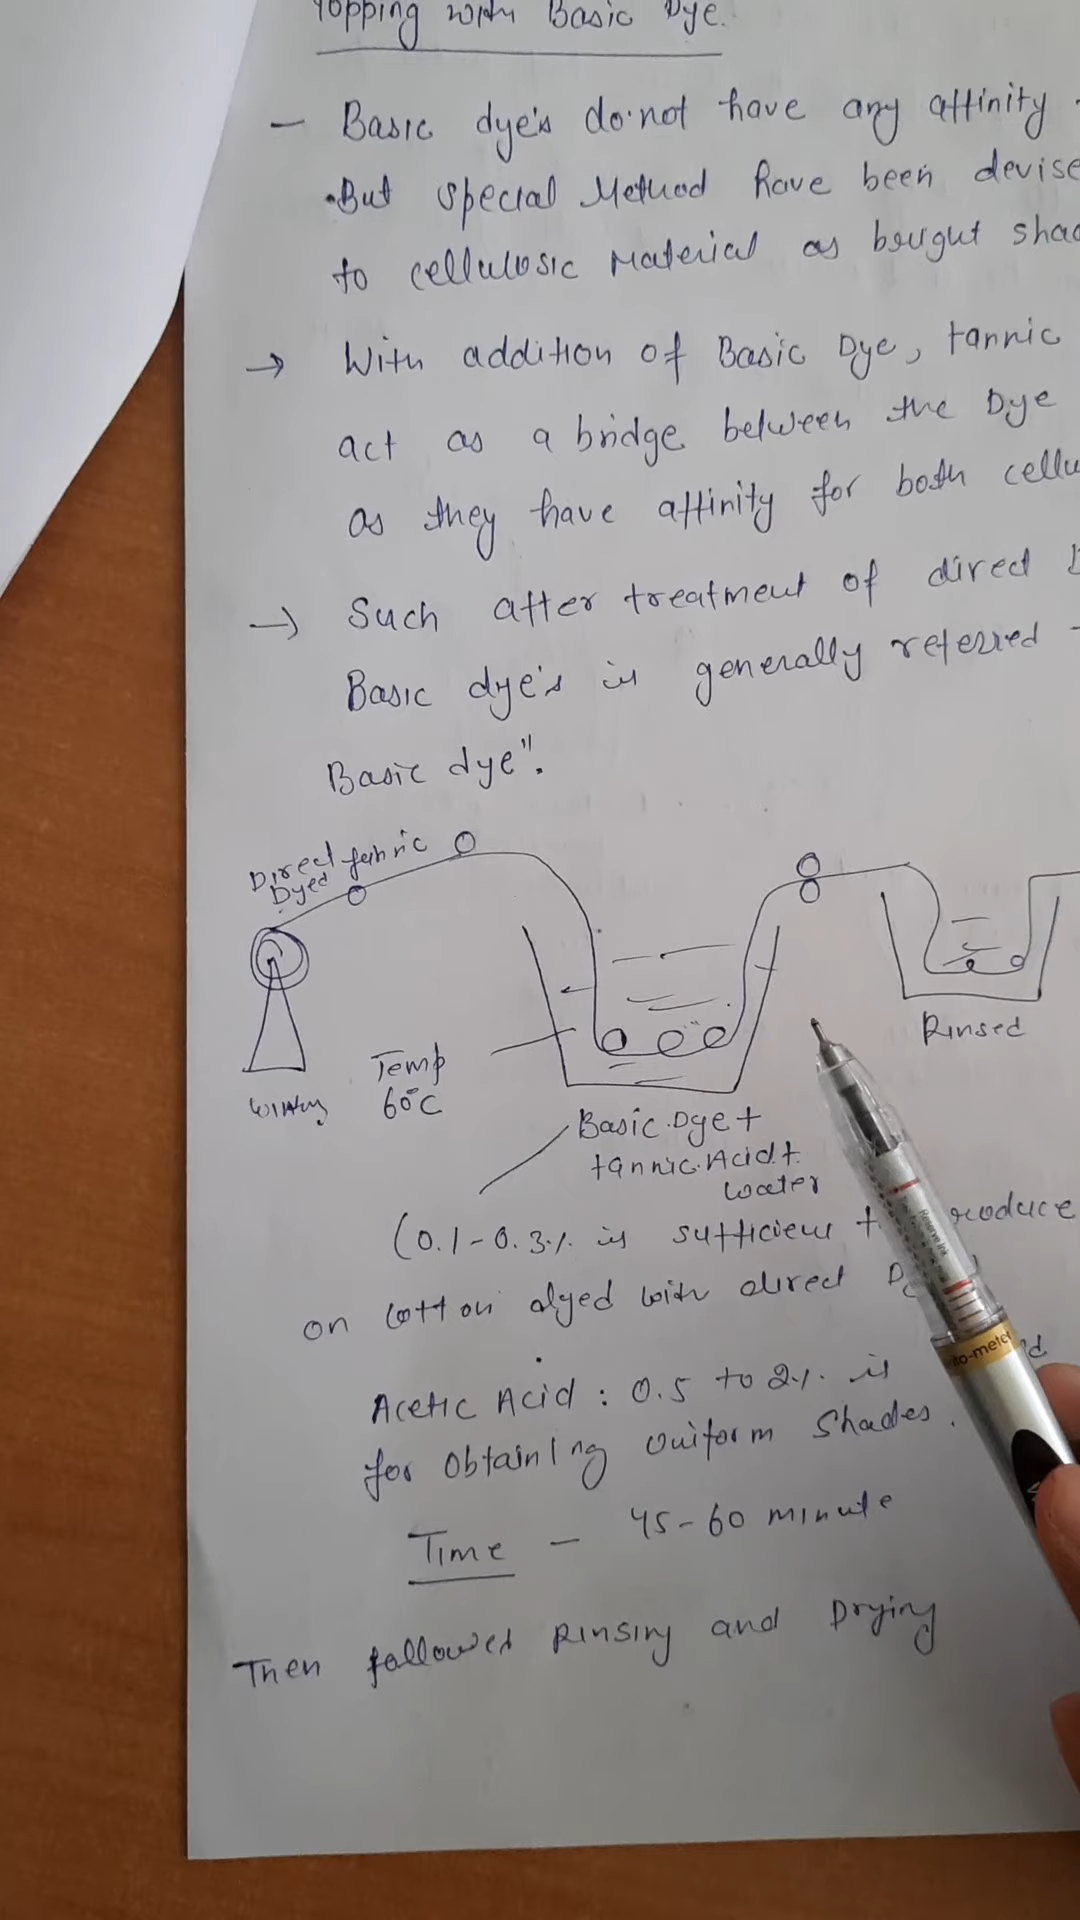 Topping with Basic Dye.
- Basic dye's do not have any affinity
But special Method have been devise
to cellulosic Material as bright shad
→ With addition of Basic Dye, tannic
act as a bridge between the Dye
as they have affinity for both cellu
→ Such after treatment of direct D
Basic dye's is generally referred
Basic dye".
Direct fabric
Dyed
Temp
60°C
Rinsed
Basic Dye +
tannic Acid +
Water
(0.1-0.3% is sufficient to produce
on cotton dyed with direct
Acetic Acid : 0.5 to 2% is
for obtaining uniform Shades.
Time - 45-60 minute
Then followed Rinsing and Drying
Reserve ink